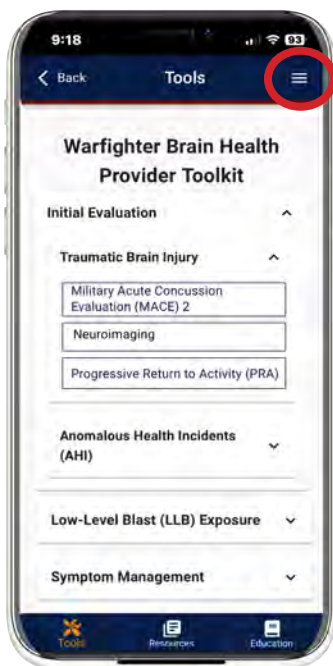 9:18
93
Back Tools
Warfighter Brain Health
Provider Toolkit
Initial Evaluation
Traumatic Brain Injury
Military Acute Concussion
Evaluation (MACE) 2
Neuroimaging
Progressive Return to Activity (PRA)
Anomalous Health Incidents
(AHI)
Low-Level Blast (LLB) Exposure
Symptom Management
Tools Resources Education